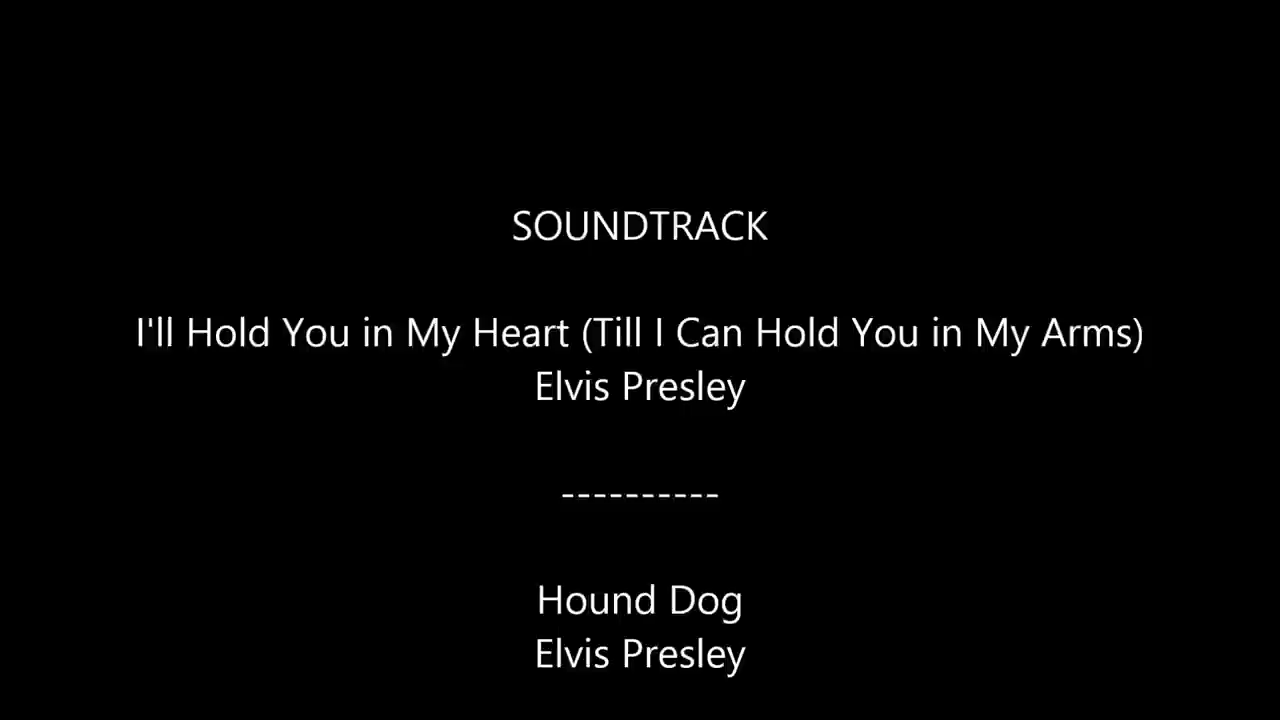 SOUNDTRACK
I'll Hold You in My Heart (Till I Can Hold You in My Arms)
Elvis Presley
----------
Hound Dog
Elvis Presley